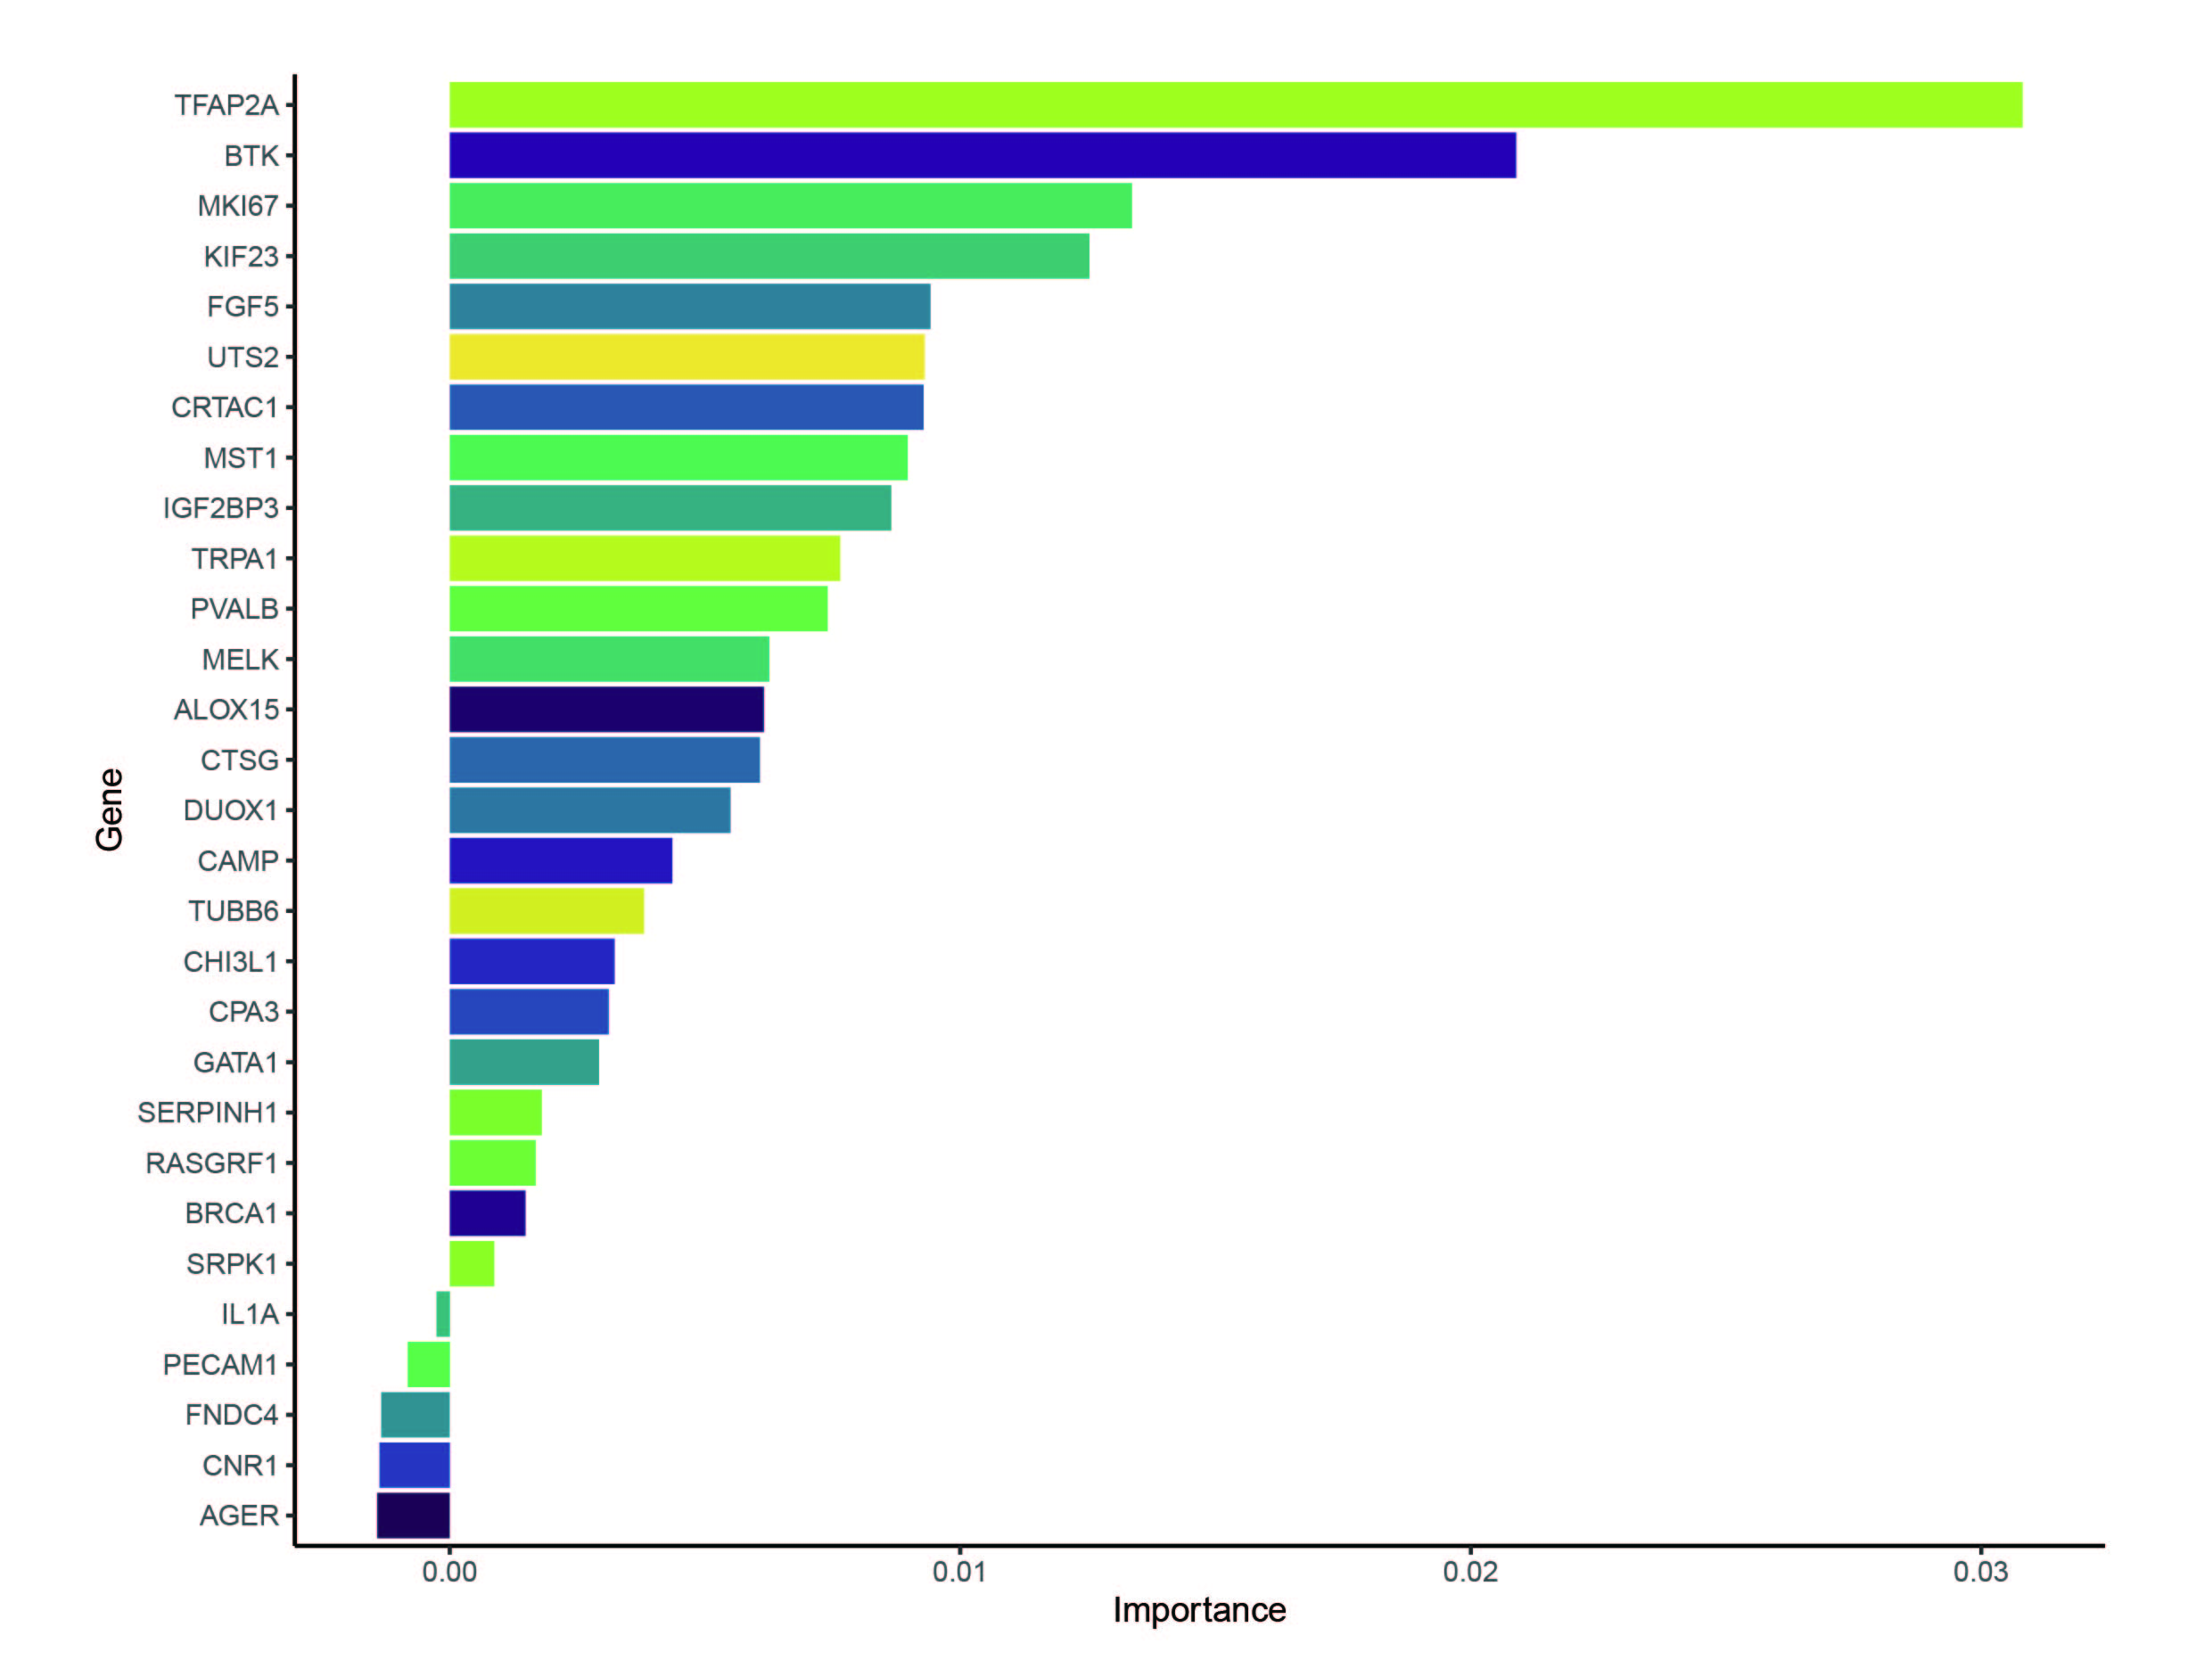 TFAP2A
BTK
MKI67
KIF23
FGF5
UTS2
CRTAC1
MST1
IGF2BP3
TRPA1
PVALB
MELK
ALOX15
CTSG
DUOX1
CAMP
TUBB6
CHI3L1
CPA3
GATA1
SERPINH1
RASGRF1
BRCA1
SRPK1
IL1A
PECAM1
FNDC4
CNR1
AGER
Gene
0.00 0.01 0.02 0.03
Importance